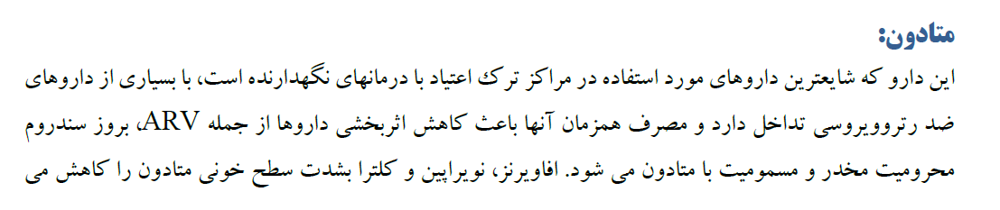 متادون:
این دارو که شایعترین داروهای مورد استفاده در مراکز ترك اعتیاد با درمانهای نگهدارنده است، با بسیاری از داروهای
ضد رتروویروسی تداخل دارد و مصرف همزمان آنها باعث کاهش اثربخشی داروها از جمله ARV، بروز سندروم
محرومیت مخدر و مسمومیت با متادون می شود. افاویرنز، نویراپین و کلترا بشدت سطح خونی متادون را کاهش می